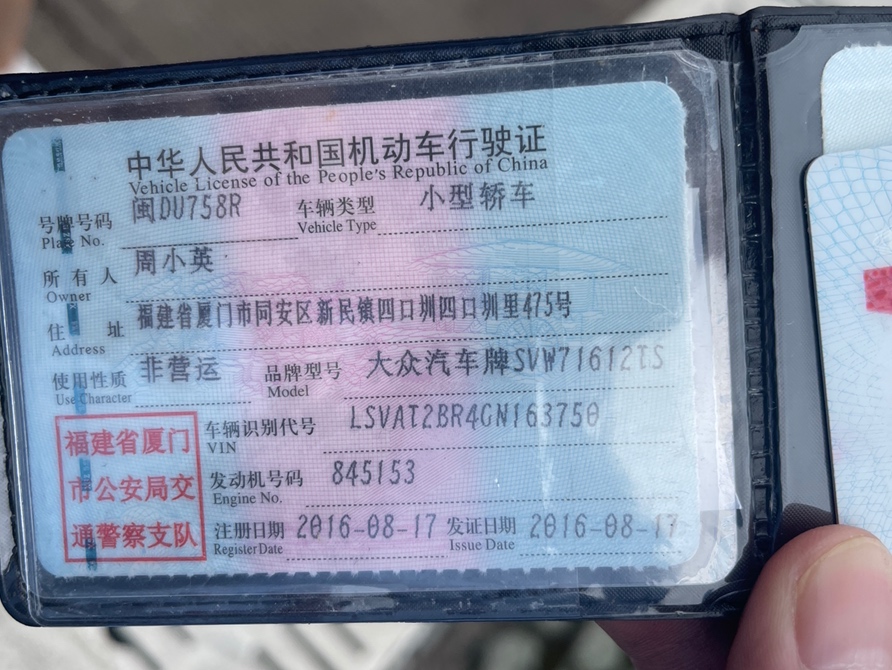 中华人民共和国机动车行驶证
Vehicle License of the People's Republic of China
号牌号码 闽DU758R 车辆类型 小型轿车
Plate No. Vehicle Type
所有人 周小英
Owner
住址 福建省厦门市同安区新民镇四口圳四口圳里475号
Address
使用性质 非营运 品牌型号 大众汽车牌SVW71612TS
Use Character Model
车辆识别代号 LSVAT2BR4GN163750
VIN
发动机号码 845153
Engine No.
注册日期 2016-08-17 发证日期 2016-08-17
Register Date Issue Date
福建省厦门
市公安局交
通警察支队